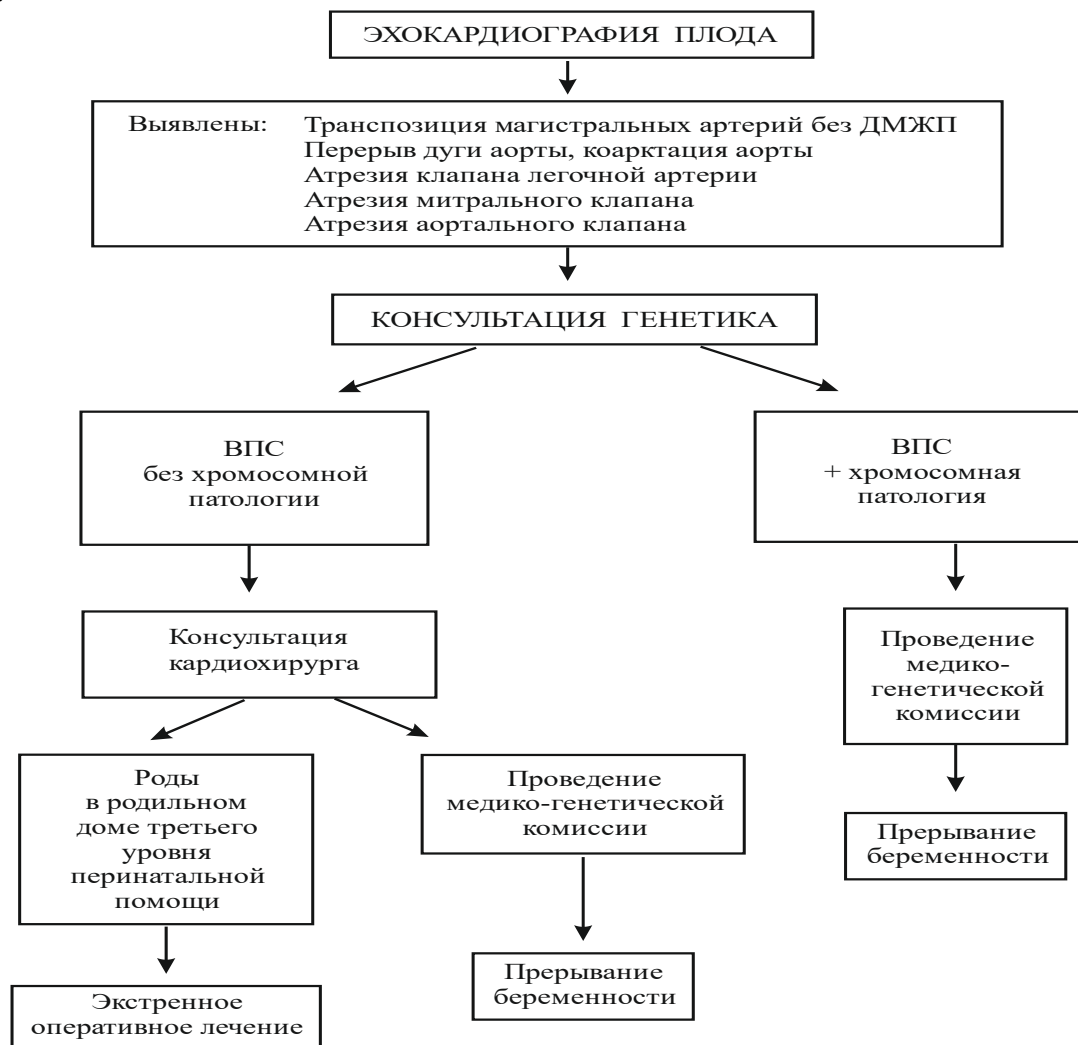 ЭХОКАРДИОГРАФИЯ ПЛОДА
Выявлены: Транспозиция магистральных артерий без ДМЖП
Перерыв дуги аорты, коарктация аорты
Атрезия клапана легочной артерии
Атрезия митрального клапана
Атрезия аортального клапана
КОНСУЛЬТАЦИЯ ГЕНЕТИКА
ВПС
без хромосомной
патологии
ВПС
+ хромосомная
патология
Консультация
кардиохирурга
Проведение
медико-
генетической
комиссии
Роды
в родильном
доме третьего
уровня
перинатальной
помощи
Проведение
медико-генетической
комиссии
Прерывание
беременности
Экстренное
оперативное лечение
Прерывание
беременности